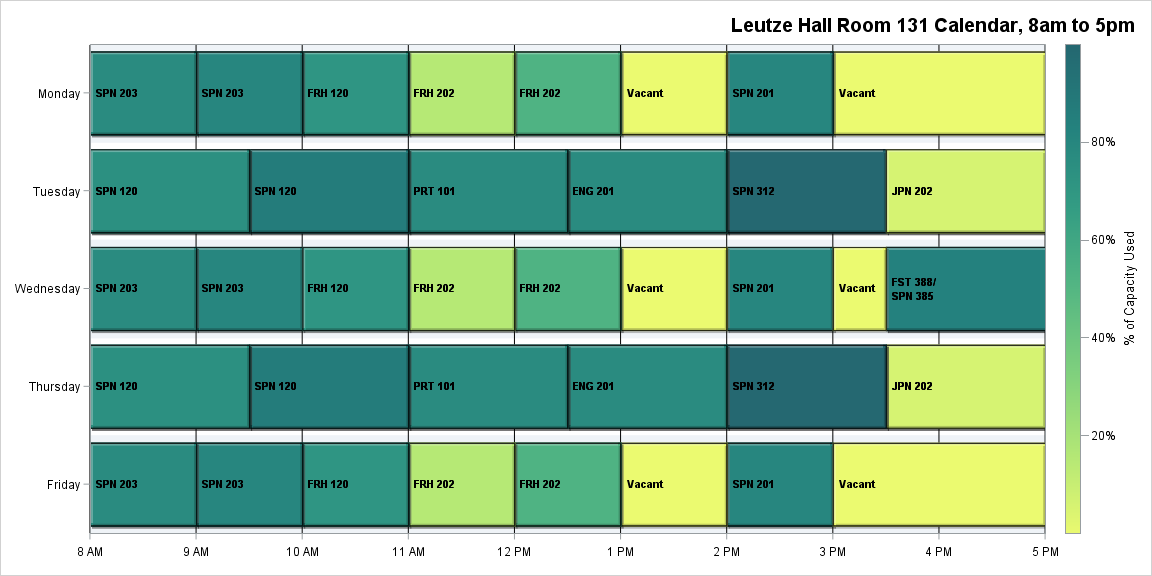 Leutze Hall Room 131 Calendar, 8am to 5pm
Monday
SPN 203
SPN 203
FRH 120
FRH 202
FRH 202
Vacant
SPN 201
Vacant
Tuesday
SPN 120
SPN 120
PRT 101
ENG 201
SPN 312
JPN 202
Wednesday
SPN 203
SPN 203
FRH 120
FRH 202
FRH 202
Vacant
SPN 201
Vacant
FST 388/
SPN 385
Thursday
SPN 120
SPN 120
PRT 101
ENG 201
SPN 312
JPN 202
Friday
SPN 203
SPN 203
FRH 120
FRH 202
FRH 202
Vacant
SPN 201
Vacant
8 AM
9 AM
10 AM
11 AM
12 PM
1 PM
2 PM
3 PM
4 PM
5 PM
80%
60%
40%
20%
% of Capacity Used